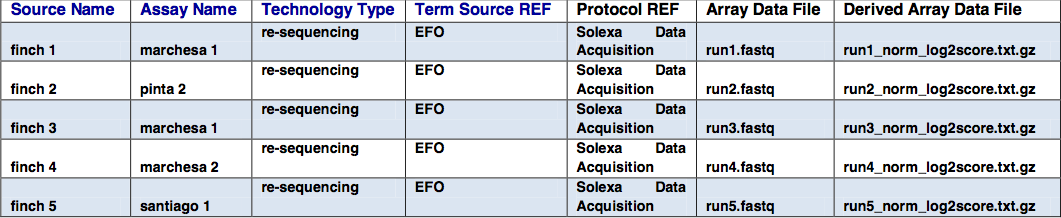 Source Name Assay Name Technology Type Term Source REF Protocol REF Array Data File Derived Array Data File
finch 1 marchesa 1 re-sequencing EFO Solexa Data Acquisition run1.fastq run1_norm_log2score.txt.gz
finch 2 pinta 2 re-sequencing EFO Solexa Data Acquisition run2.fastq run2_norm_log2score.txt.gz
finch 3 marchesa 1 re-sequencing EFO Solexa Data Acquisition run3.fastq run3_norm_log2score.txt.gz
finch 4 marchesa 2 re-sequencing EFO Solexa Data Acquisition run4.fastq run4_norm_log2score.txt.gz
finch 5 santiago 1 re-sequencing EFO Solexa Data Acquisition run5.fastq run5_norm_log2score.txt.gz